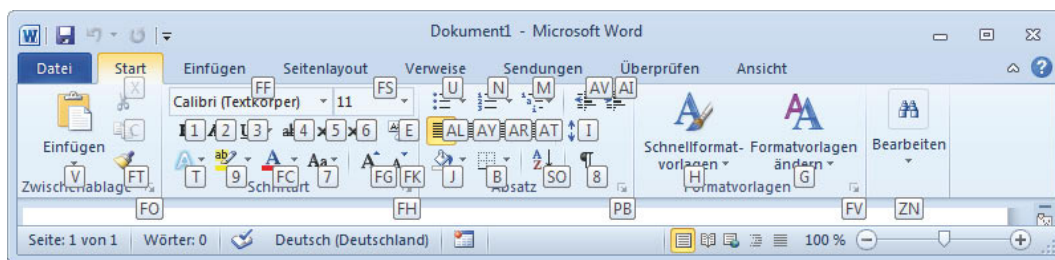 W Dokument1 - Microsoft Word
Datei Start Einfügen Seitenlayout Verweise Sendungen Überprüfen Ansicht ?
X FF FS U N M AV AI
Calibri (Textkörper) 11
C 1 2 3 4 5 6 E AL AY AR AT I
Einfügen Schnellformat-vorlagen Formatvorlagen ändern Bearbeiten
V FT T 9 FC Aa 7 FG FK J B SO 8 H G
Zwischenablage Schriftart Absatz Formatvorlagen
FO FH PB FV ZN
Seite: 1 von 1 Wörter: 0 Deutsch (Deutschland) 100 %